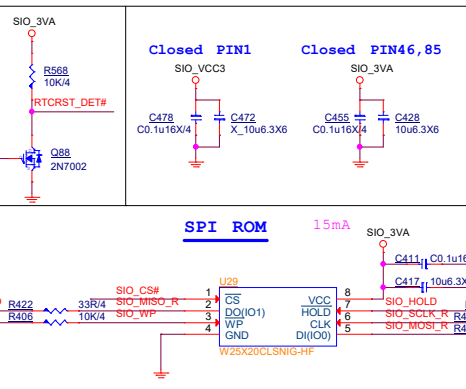 SIO_3VA
R568
10K/4
RTCRST_DET#
Q88
2N7002
Closed PIN1
SIO_VCC3
C478
C0.1u16X/4
C472
X_10u6.3X6
Closed PIN46,85
SIO_3VA
C455
C0.1u16X/4
C428
10u6.3X6
SPI ROM
15mA
SIO_3VA
C411
C0.1u16
C417
10u6.3X
U29
SIO_CS#
1
CS
VCC
8
R422
33R/4
SIO_MISO_R
2
DO(IO1)
HOLD
7
SIO_HOLD
R406
10K/4
SIO_WP
3
WP
CLK
6
SIO_SCLK_R
R4
4
GND
DI(IO0)
5
SIO_MOSI_R
R4
W25X20CLSNIG-HF